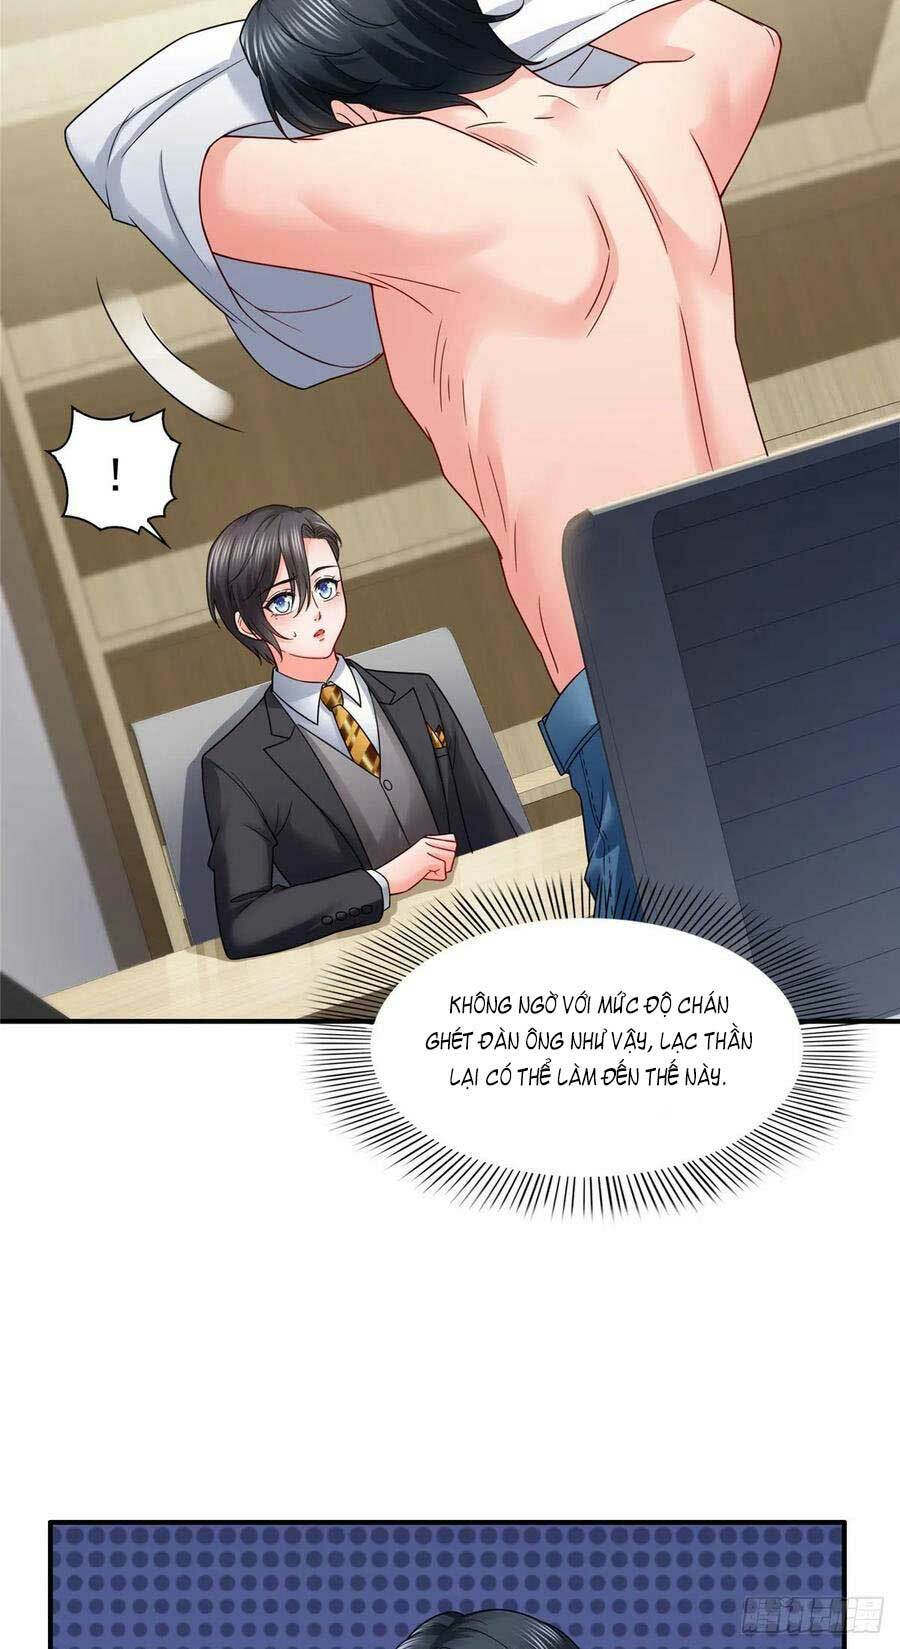 !
KHÔNG NGỜ VỚI MỨC ĐỘ CHÁN
GHÉT ĐÀN ÔNG NHƯ VẬY, LẠC THẦN
LẠI CÓ THỂ LÀM ĐẾN THẾ NÀY.